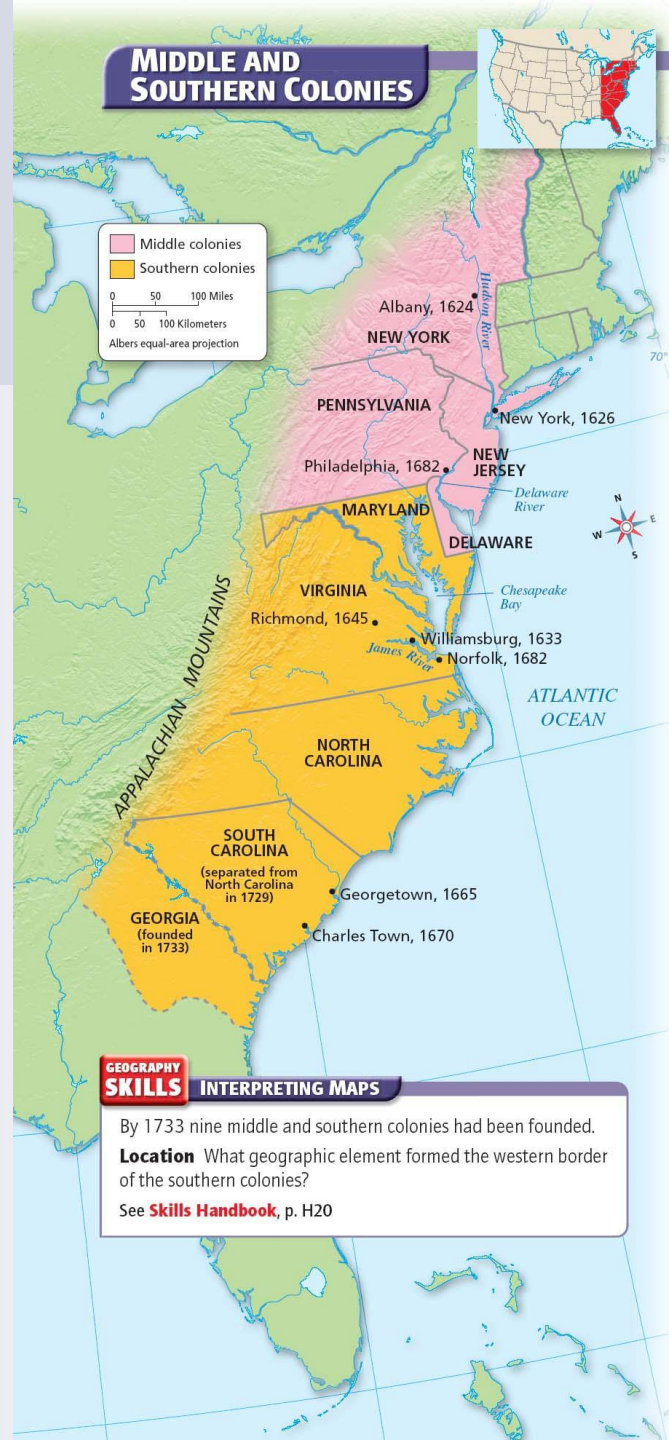 MIDDLE AND
SOUTHERN COLONIES
Middle colonies
Southern colonies
0 50 100 Miles
0 50 100 Kilometers
Albers equal-area projection
Hudson River
Albany, 1624
NEW YORK
70°
PENNSYLVANIA
New York, 1626
Philadelphia, 1682
NEW
JERSEY
Delaware
River
N
W E
S
MARYLAND
DELAWARE
VIRGINIA
Chesapeake
Bay
Richmond, 1645
Williamsburg, 1633
James River
Norfolk, 1682
APPALACHIAN MOUNTAINS
ATLANTIC
OCEAN
NORTH
CAROLINA
SOUTH
CAROLINA
(separated from
North Carolina
in 1729)
Georgetown, 1665
GEORGIA
(founded
in 1733)
Charles Town, 1670
GEOGRAPHY
SKILLS INTERPRETING MAPS
By 1733 nine middle and southern colonies had been founded.
Location What geographic element formed the western border
of the southern colonies?
See Skills Handbook, p. H20